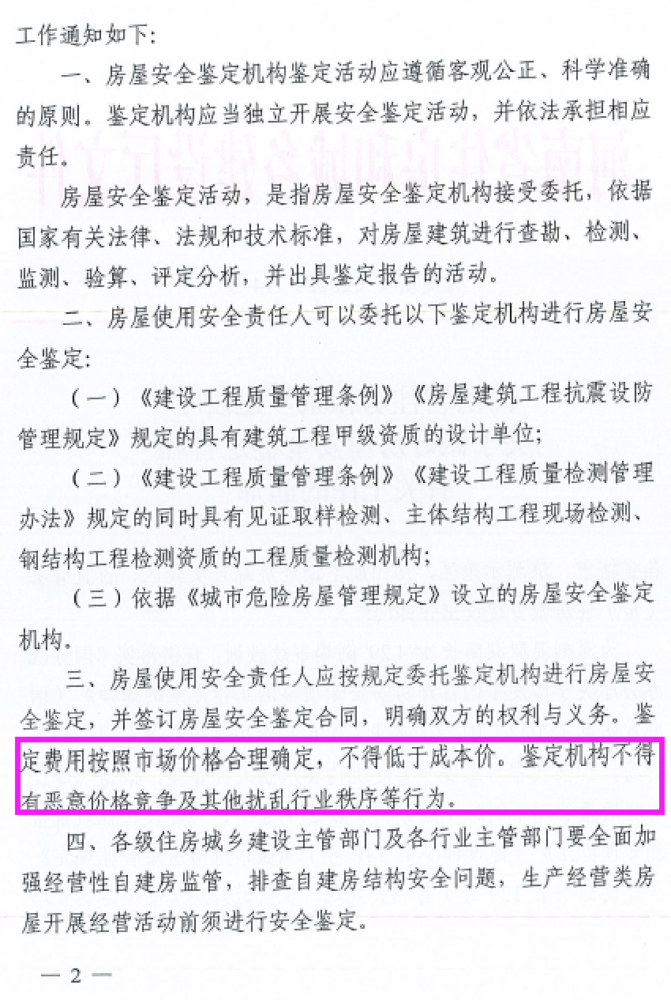 工作通知如下：
一、房屋安全鉴定机构鉴定活动应遵循客观公正、科学准确
的原则。鉴定机构应当独立开展安全鉴定活动，并依法承担相应
责任。
房屋安全鉴定活动，是指房屋安全鉴定机构接受委托，依据
国家有关法律、法规和技术标准，对房屋建筑进行查勘、检测、
监测、验算、评定分析，并出具鉴定报告的活动。
二、房屋使用安全责任人可以委托以下鉴定机构进行房屋安
全鉴定：
（一）《建设工程质量管理条例》《房屋建筑工程抗震设防
管理规定》规定的具有建筑工程甲级资质的设计单位；
（二）《建设工程质量管理条例》《建设工程质量检测管理
办法》规定的同时具有见证取样检测、主体结构工程现场检测、
钢结构工程检测资质的工程质量检测机构；
（三）依据《城市危险房屋管理规定》设立的房屋安全鉴定
机构。
三、房屋使用安全责任人应按规定委托鉴定机构进行房屋安
全鉴定，并签订房屋安全鉴定合同，明确双方的权利与义务。鉴
定费用按照市场价格合理确定，不得低于成本价。鉴定机构不得
有恶意价格竞争及其他扰乱行业秩序等行为。
四、各级住房城乡建设主管部门及各行业主管部门要全面加
强经营性自建房监管，排查自建房结构安全问题，生产经营类房
屋开展经营活动前须进行安全鉴定。
— 2 —